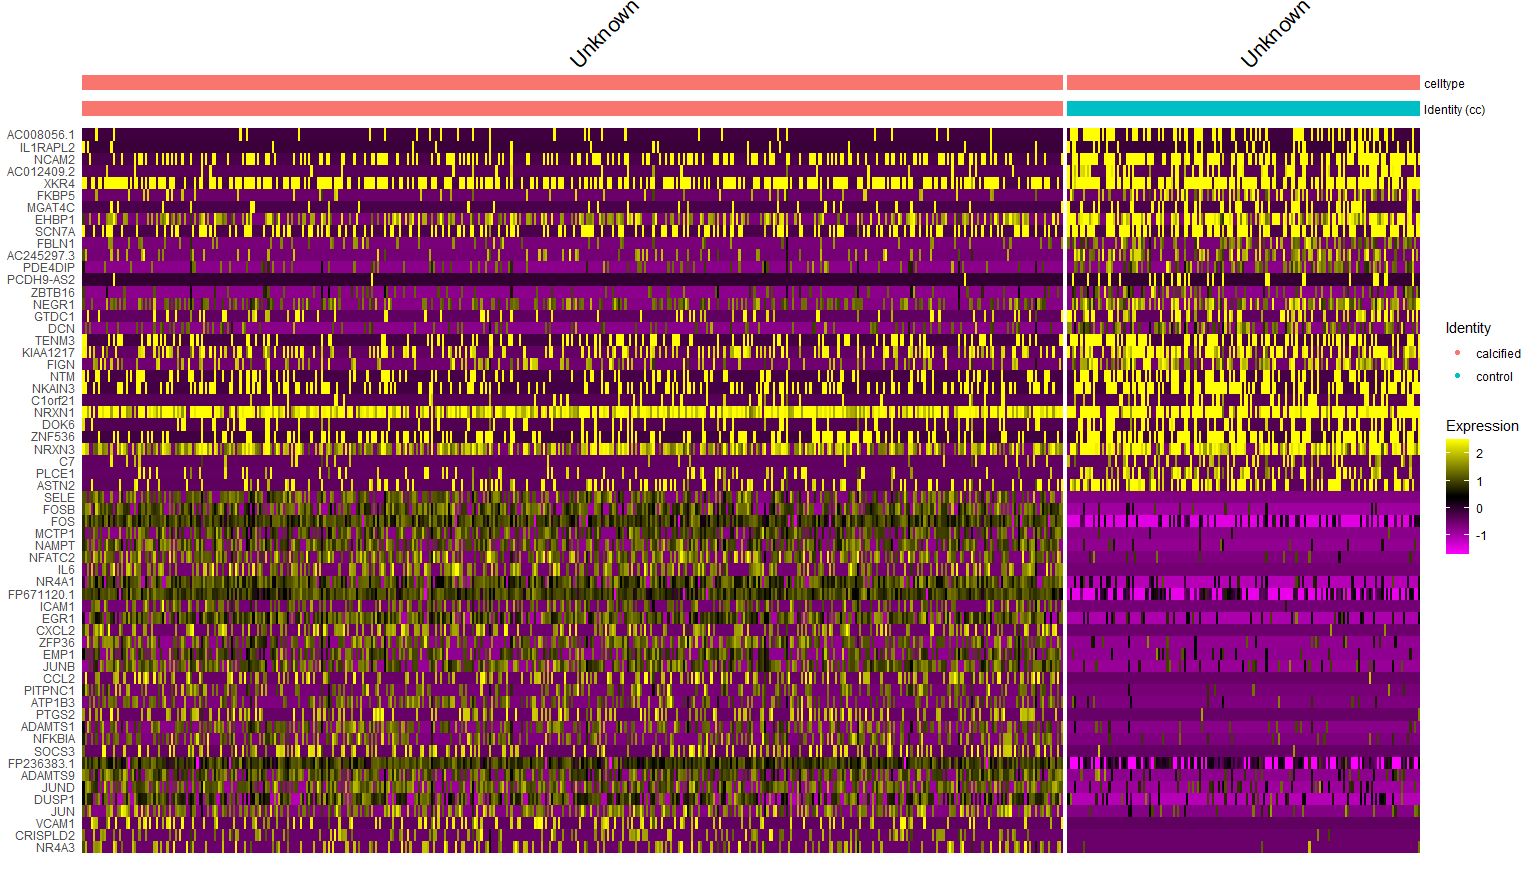 Unknown
Unknown
celltype
Identity (cc)
AC008056.1
IL1RAPL2
NCAM2
AC012409.2
XKR4
FKBP5
MGAT4C
EHBP1
SCN7A
FBLN1
AC245297.3
PDE4DIP
PCDH9-AS2
ZBTB16
NEGR1
GTDC1
DCN
TENM3
KIAA1217
FIGN
NTM
NKAIN3
C1orf21
NRXN1
DOK6
ZNF536
NRXN3
C7
PLCE1
ASTN2
SELE
FOSB
FOS
MCTP1
NAMPT
NFATC2
IL6
NR4A1
FP671120.1
ICAM1
EGR1
CXCL2
ZFP36
EMP1
JUNB
CCL2
PITPNC1
ATP1B3
PTGS2
ADAMTS1
NFKBIA
SOCS3
FP236383.1
ADAMTS9
JUND
DUSP1
JUN
VCAM1
CRISPLD2
NR4A3
Identity
calcified
control
Expression
2
1
0
-1